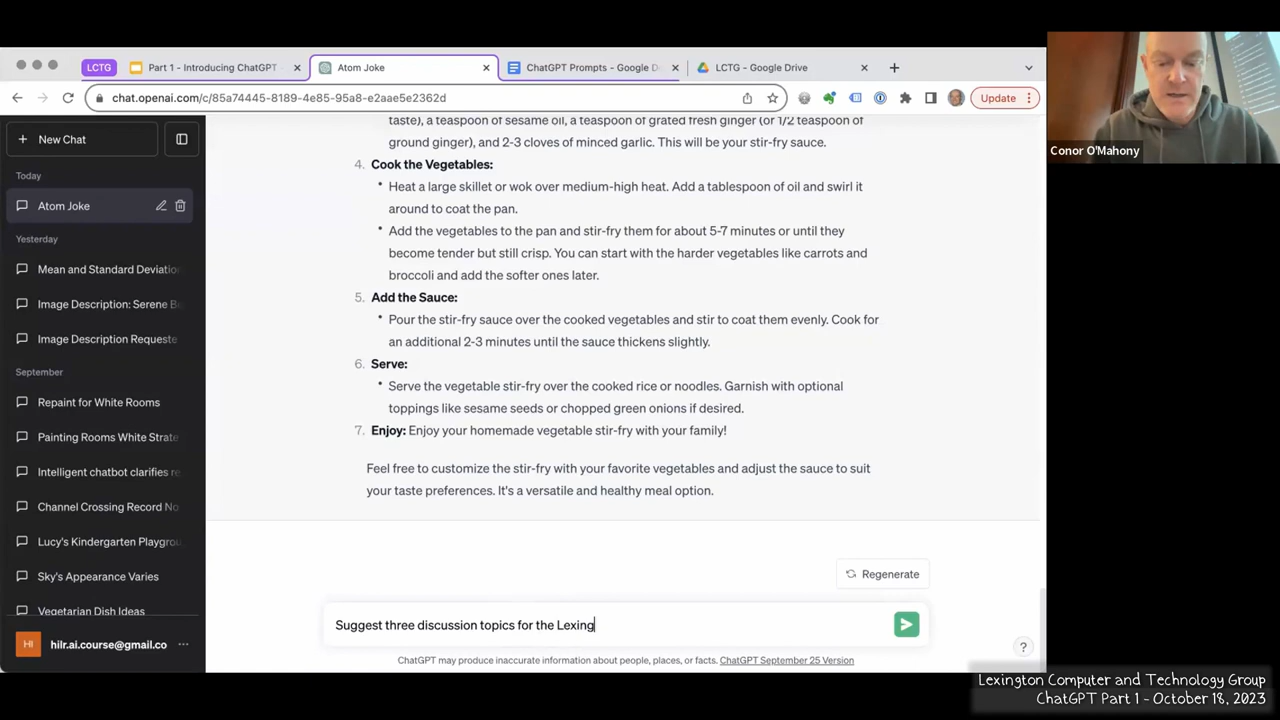 LCTG
Part 1 - Introducing ChatGPT -
Atom Joke
ChatGPT Prompts - Google D
LCTG - Google Drive
chat.openai.com/c/85a74445-8189-4e85-95a8-e2aae5e2362d
Update
Conor O'Mahony
New Chat
Today
Atom Joke
Yesterday
Mean and Standard Deviation
Image Description: Serene B
Image Description Requeste
September
Repaint for White Rooms
Painting Rooms White Strate
Intelligent chatbot clarifies re
Channel Crossing Record No
Lucy's Kindergarten Playgrou
Sky's Appearance Varies
Vegetarian Dish Ideas
HI
hilr.ai.course@gmail.co
taste), a teaspoon of sesame oil, a teaspoon of grated fresh ginger (or 1/2 teaspoon of
ground ginger), and 2-3 cloves of minced garlic. This will be your stir-fry sauce.
4. Cook the Vegetables:
• Heat a large skillet or wok over medium-high heat. Add a tablespoon of oil and swirl it
around to coat the pan.
• Add the vegetables to the pan and stir-fry them for about 5-7 minutes or until they
become tender but still crisp. You can start with the harder vegetables like carrots and
broccoli and add the softer ones later.
5. Add the Sauce:
• Pour the stir-fry sauce over the cooked vegetables and stir to coat them evenly. Cook for
an additional 2-3 minutes until the sauce thickens slightly.
6. Serve:
• Serve the vegetable stir-fry over the cooked rice or noodles. Garnish with optional
toppings like sesame seeds or chopped green onions if desired.
7. Enjoy: Enjoy your homemade vegetable stir-fry with your family!
Feel free to customize the stir-fry with your favorite vegetables and adjust the sauce to suit
your taste preferences. It's a versatile and healthy meal option.
Regenerate
Suggest three discussion topics for the Lexing
ChatGPT may produce inaccurate information about people, places, or facts. ChatGPT September 25 Version
?
Lexington Computer and Technology Group
ChatGPT Part 1 - October 18, 2023